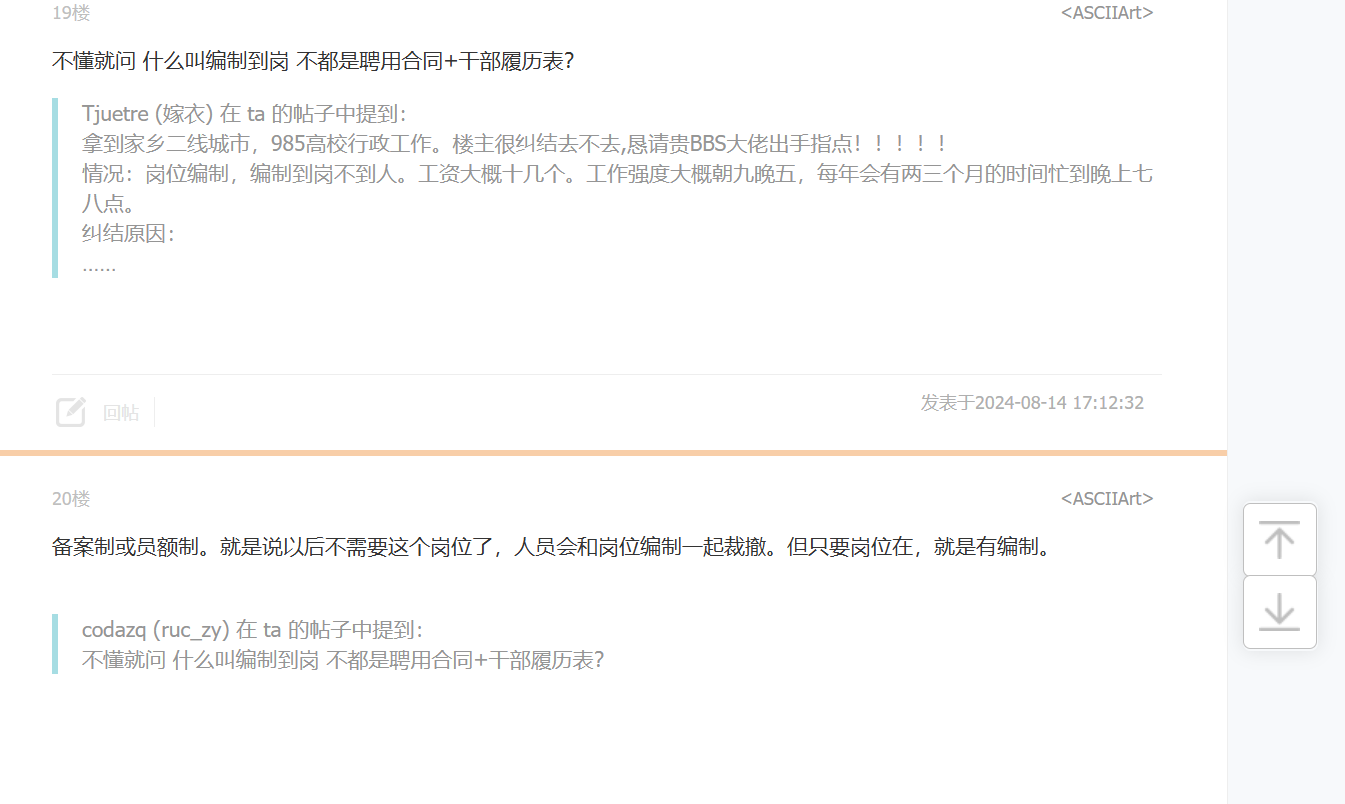 19楼
<ASCIIArt>
不懂就问 什么叫编制到岗 不都是聘用合同+干部履历表？
Tjuetre (嫁衣) 在 ta 的帖子中提到：
拿到家乡二线城市，985高校行政工作。楼主很纠结去不去,恳请贵BBS大佬出手指点！！！！！
情况：岗位编制，编制到岗不到人。工资大概十几个。工作强度大概朝九晚五，每年会有两三个月的时间忙到晚上七
八点。
纠结原因：
……
回帖
发表于2024-08-14 17:12:32
20楼
<ASCIIArt>
备案制或员额制。就是说以后不需要这个岗位了，人员会和岗位编制一起裁撤。但只要岗位在，就是有编制。
codazq (ruc_zy) 在 ta 的帖子中提到：
不懂就问 什么叫编制到岗 不都是聘用合同+干部履历表？